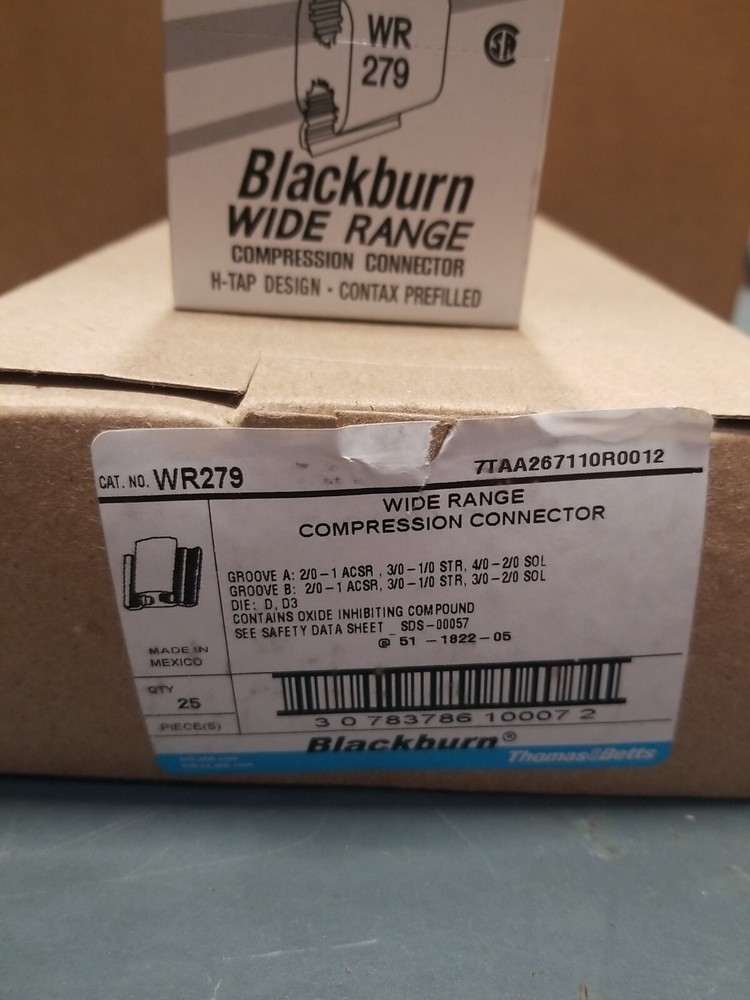 WR
279
SA
Blackburn
WIDE RANGE
COMPRESSION CONNECTOR
H-TAP DESIGN • CONTAX PREFILLED
CAT. NO. WR279
7TAA267110R0012
WIDE RANGE
COMPRESSION CONNECTOR
GROOVE A: 2/0-1 ACSR , 3/0-1/0 STR, 4/0-2/0 SOL
GROOVE B: 2/0-1 ACSR, 3/0-1/0 STR, 3/0-2/0 SOL
DIE: D, D3
CONTAINS OXIDE INHIBITING COMPOUND
SEE SAFETY DATA SHEET _ SDS-00057
@ 51 -1822-05
MADE IN
MEXICO
QTY
25
PIECE(S)
3 0 783786 10007 2
Blackburn®
Thomas&Betts